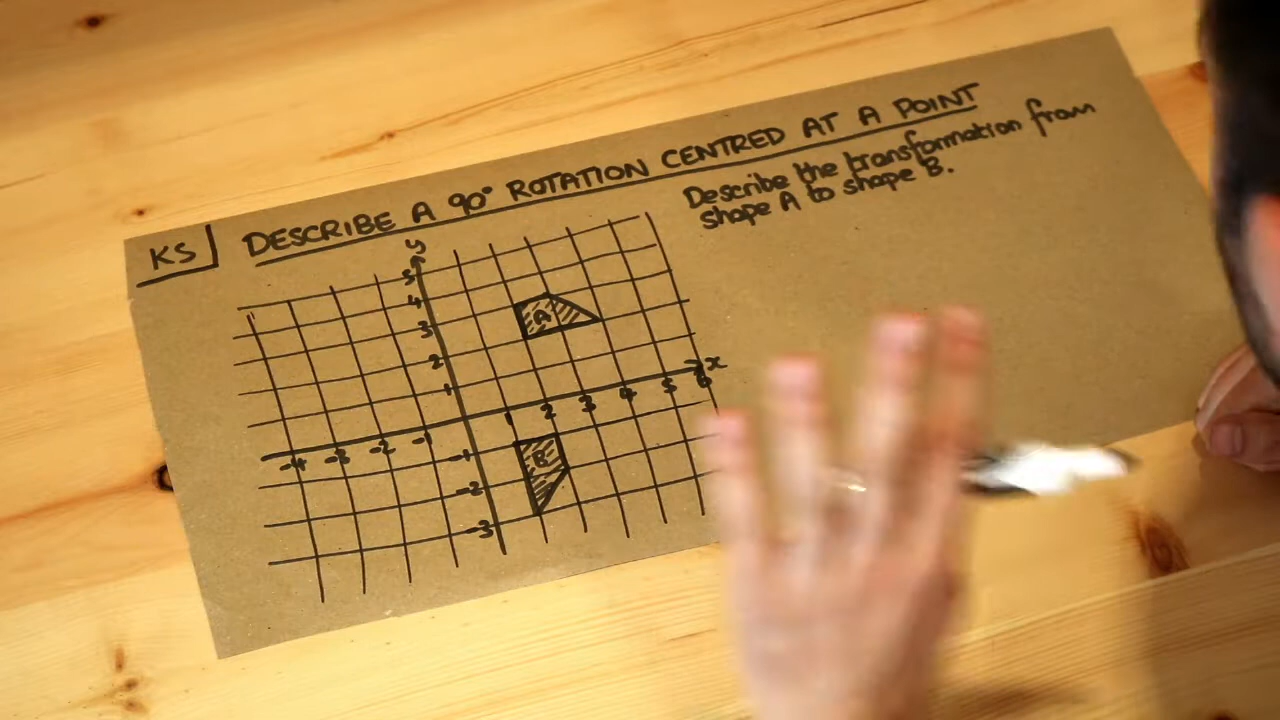 KS
DESCRIBE A 90° ROTATION CENTRED AT A POINT
Describe the transformation from
shape A to shape B.
y
5
4
3
2
1
-4 -3 -2 -1 1 2 3 4 5 6 x
-1
-2
-3
A
B